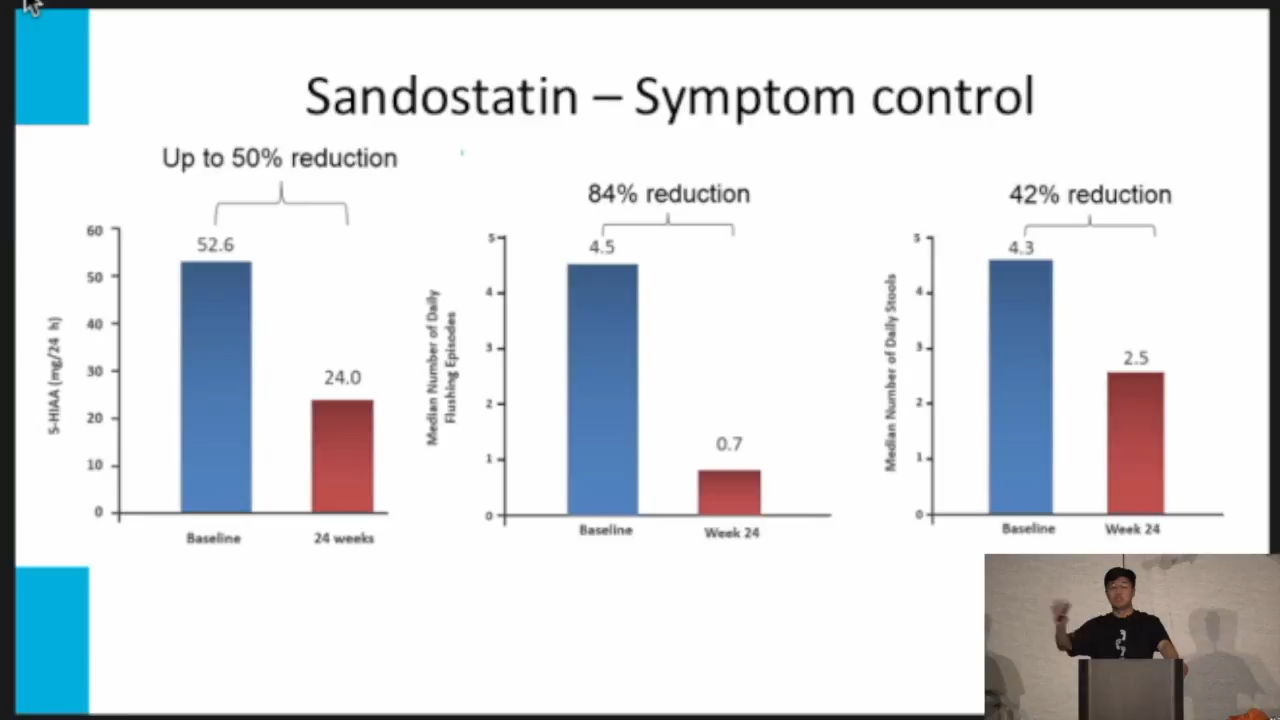 Sandostatin – Symptom control
Up to 50% reduction
60
50
40
30
20
10
0
5-HIAA (mg/24 h)
52.6
24.0
Baseline
24 weeks
84% reduction
5
4
3
2
1
0
Median Number of Daily
Flushing Episodes
4.5
0.7
Baseline
Week 24
42% reduction
5
4
3
2
1
0
Median Number of Daily Stools
4.3
2.5
Baseline
Week 24